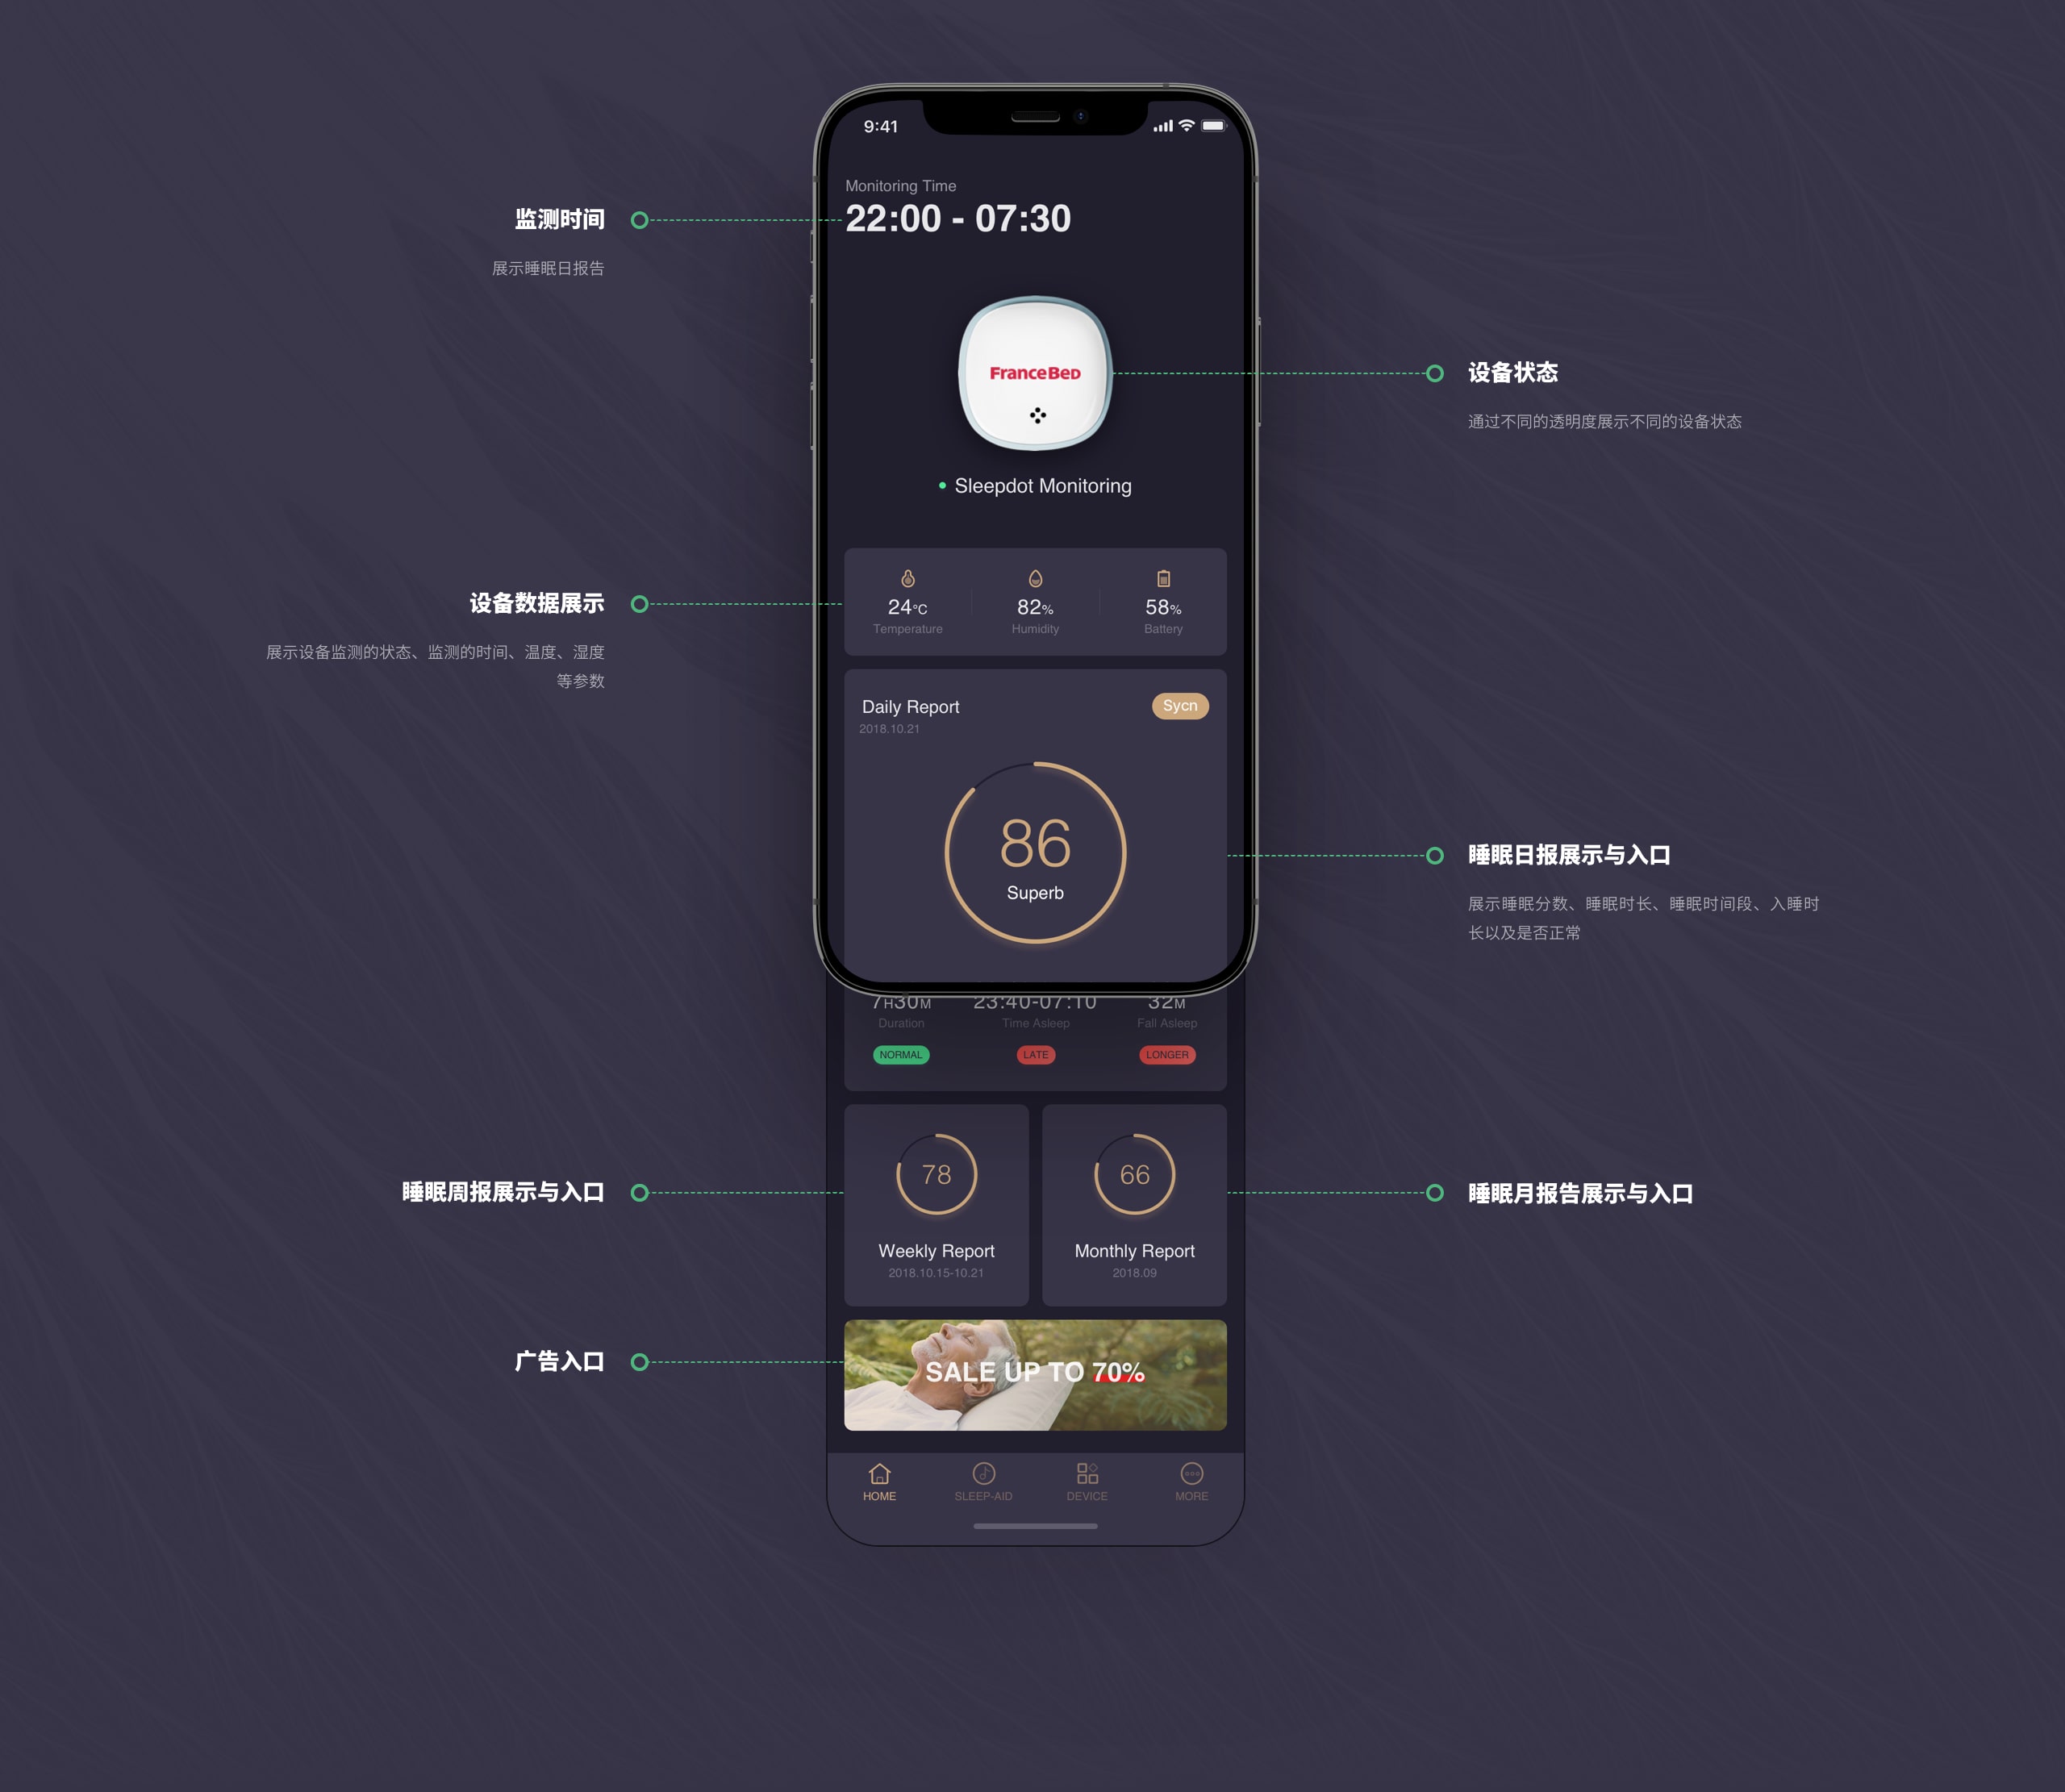 9:41
Monitoring Time
22:00 - 07:30
监测时间
展示睡眠日报告
FranceBeD
设备状态
通过不同的透明度展示不同的设备状态
Sleepdot Monitoring
设备数据展示
展示设备监测的状态、监测的时间、温度、湿度
等参数
24°C 82% 58%
Temperature Humidity Battery
Daily Report Sycn
2018.10.21
86
Superb
睡眠日报展示与入口
展示睡眠分数、睡眠时长、睡眠时间段、入睡时
长以及是否正常
7H30M 23:40-07:10 32M
Duration Time Asleep Fall Asleep
NORMAL LATE LONGER
78 66
睡眠周报展示与入口
睡眠月报告展示与入口
Weekly Report Monthly Report
2018.10.15-10.21 2018.09
广告入口
SALE UP TO 70%
HOME SLEEP-AID DEVICE MORE